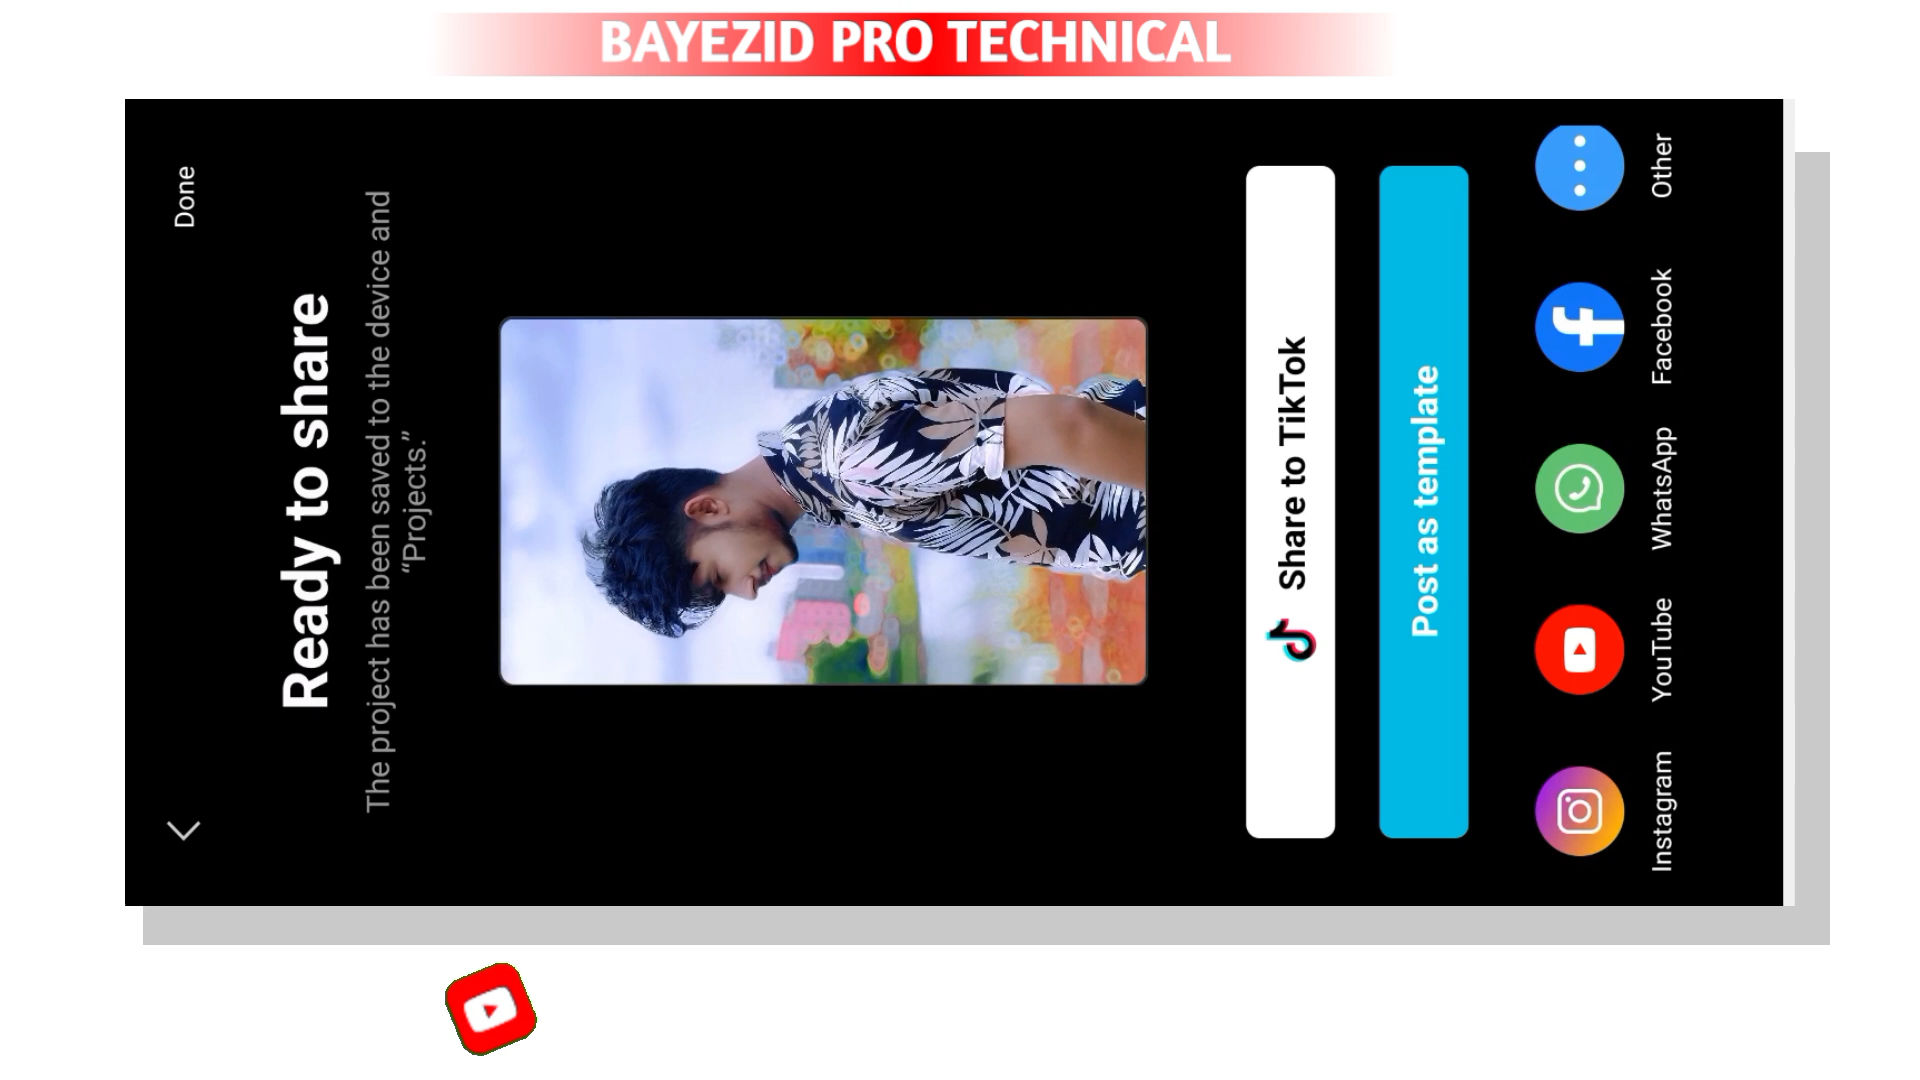 BAYEZID PRO TECHNICAL
Done
Ready to share
The project has been saved to the device and
“Projects.”
Share to TikTok
Post as template
Instagram
YouTube
WhatsApp
Facebook
Other